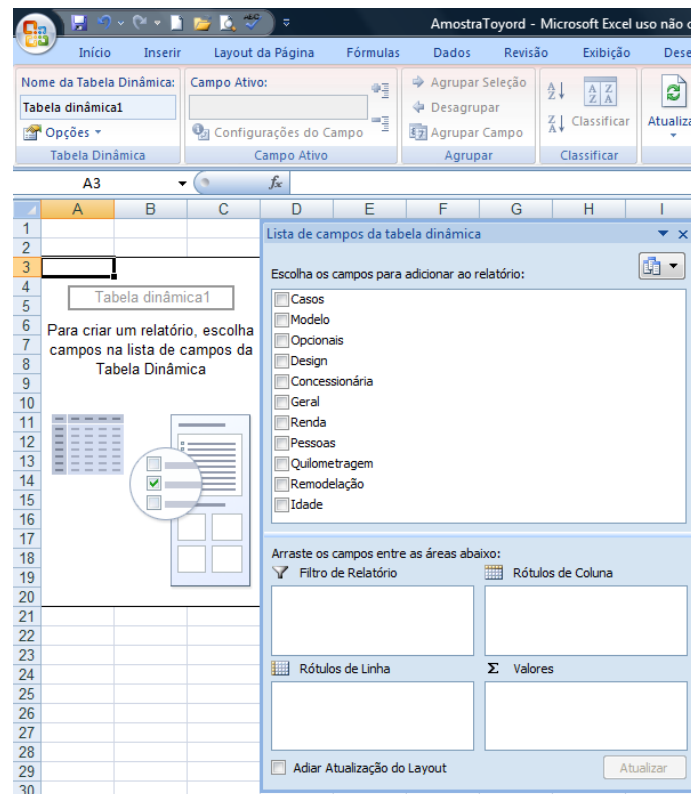 AmostraToyord - Microsoft Excel uso não c
Início Inserir Layout da Página Fórmulas Dados Revisão Exibição Dese
Nome da Tabela Dinâmica: Campo Ativo: Agrupar Seleção
Tabela dinâmica1 Desagrupar
Opções Configurações do Campo Agrupar Campo Classificar Atualiza
Tabela Dinâmica Campo Ativo Agrupar Classificar
A3 fx
A B C D E F G H I
1
2
3
4
5
6
7
8
9
10
11
12
13
14
15
16
17
18
19
20
21
22
23
24
25
26
27
28
29
30
Tabela dinâmica1
Para criar um relatório, escolha
campos na lista de campos da
Tabela Dinâmica
Lista de campos da tabela dinâmica
Escolha os campos para adicionar ao relatório:
Casos
Modelo
Opcionais
Design
Concessionária
Geral
Renda
Pessoas
Quilometragem
Remodelação
Idade
Arraste os campos entre as áreas abaixo:
Filtro de Relatório Rótulos de Coluna
Rótulos de Linha Σ Valores
Adiar Atualização do Layout Atualizar